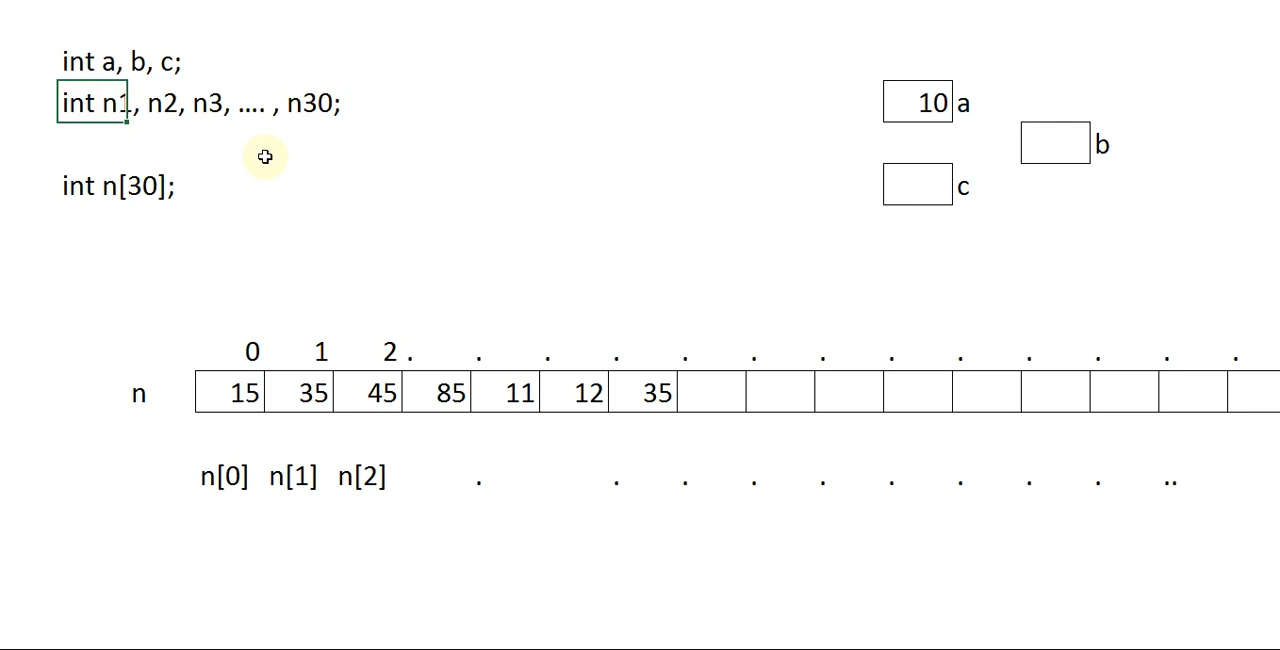 int a, b, c;
int n1, n2, n3, .... , n30;
10 a
b
int n[30];
c
0 1 2 . . . . . . . . . . . . .
n 15 35 45 85 11 12 35
n[0] n[1] n[2] . . . . . . . . . ..